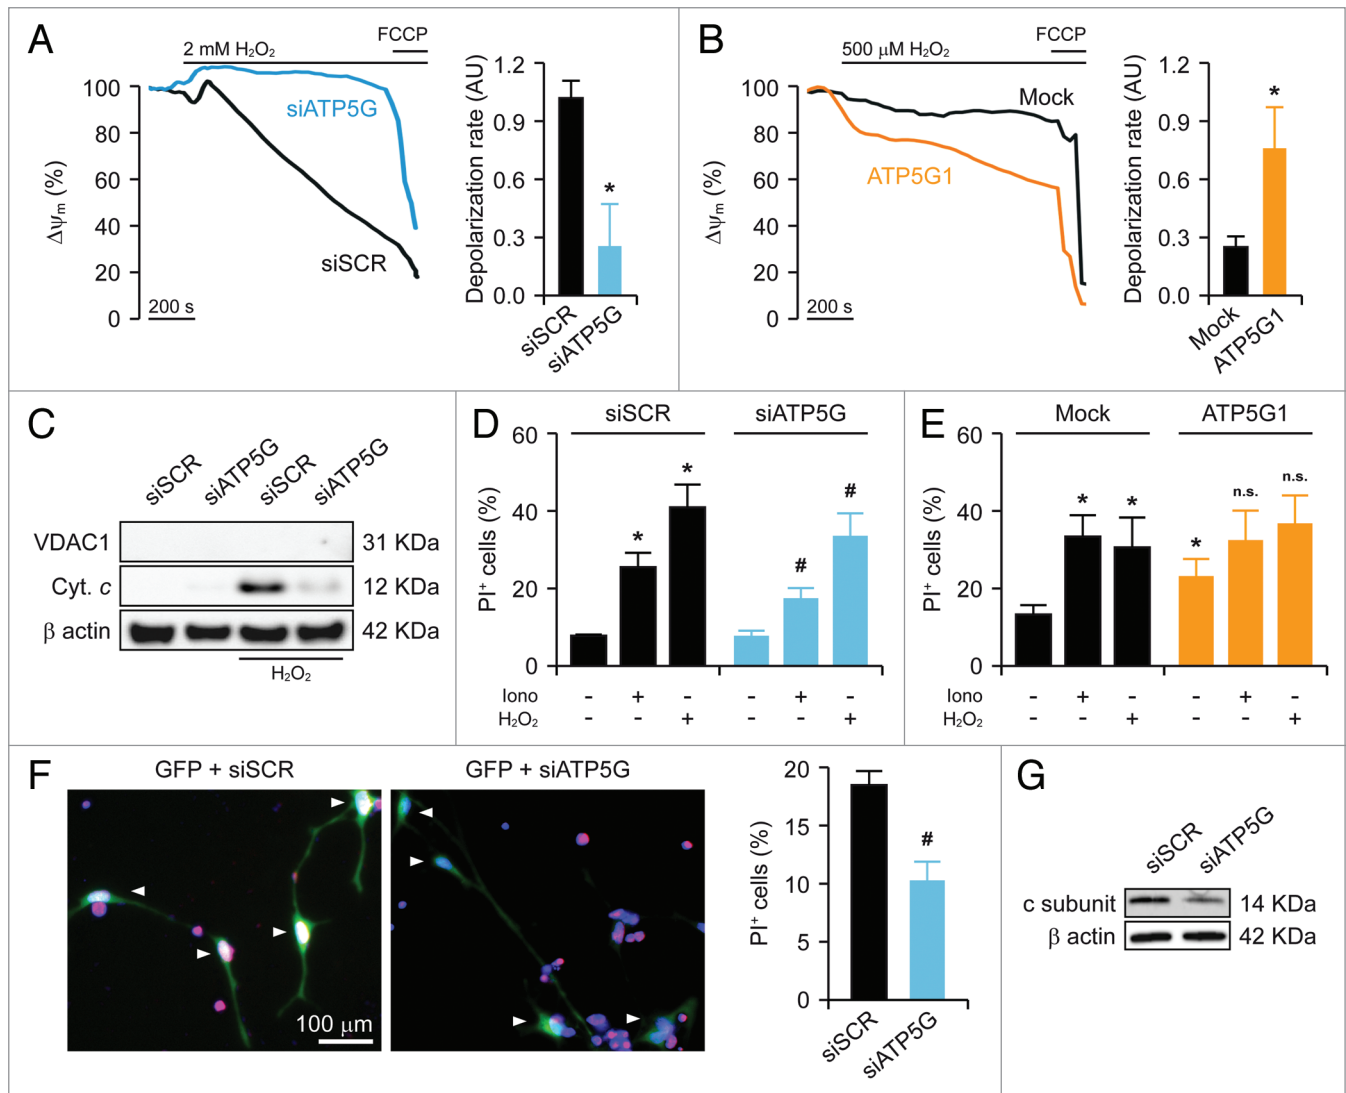 A
2 mM H₂O₂
FCCP
siATP5G
siSCR
Δψm (%)
100
80
60
40
20
0
200 s
Depolarization rate (AU)
1.2
0.9
0.6
0.3
0.0
*
siSCR
siATP5G
B
500 μM H₂O₂
FCCP
Mock
ATP5G1
Δψm (%)
100
80
60
40
20
0
200 s
Depolarization rate (AU)
1.2
0.9
0.6
0.3
0.0
*
Mock
ATP5G1
C
siSCR siATP5G siSCR siATP5G
VDAC1 31 KDa
Cyt. c 12 KDa
β actin 42 KDa
H₂O₂
D
siSCR siATP5G
PI⁺ cells (%)
60
40
20
0
* * # #
Iono - + - - + -
H₂O₂ - - + - - +
E
Mock ATP5G1
PI⁺ cells (%)
60
40
20
0
* * * n.s. n.s.
Iono - + - - + -
H₂O₂ - - + - - +
F
GFP + siSCR
GFP + siATP5G
100 μm
PI⁺ cells (%)
20
15
10
5
0
#
siSCR
siATP5G
G
siSCR siATP5G
c subunit 14 KDa
β actin 42 KDa